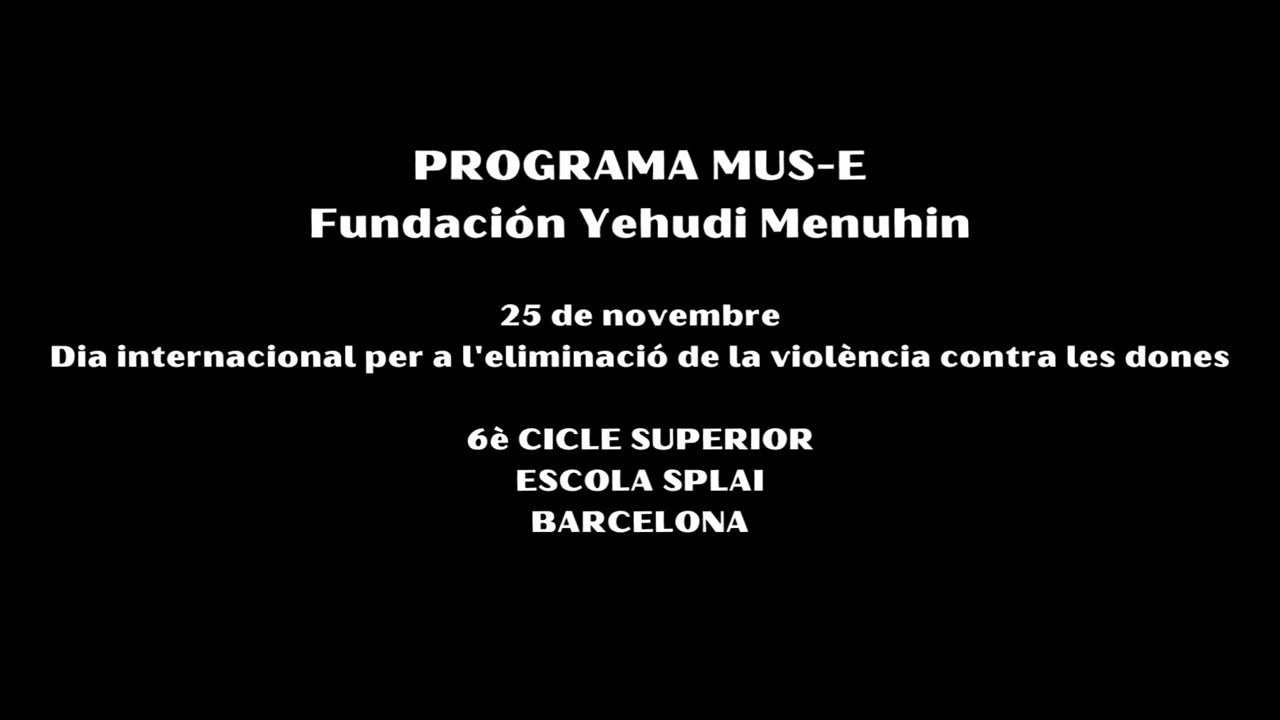 PROGRAMA MUS-E
Fundación Yehudi Menuhin
25 de novembre
Dia internacional per a l'eliminació de la violència contra les dones
6è CICLE SUPERIOR
ESCOLA SPLAI
BARCELONA